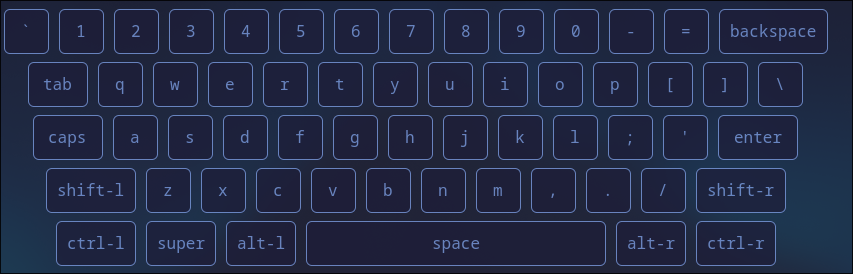 ` 1 2 3 4 5 6 7 8 9 0 - = backspace
tab q w e r t y u i o p [ ] \
caps a s d f g h j k l ; ' enter
shift-l z x c v b n m , . / shift-r
ctrl-l super alt-l space alt-r ctrl-r